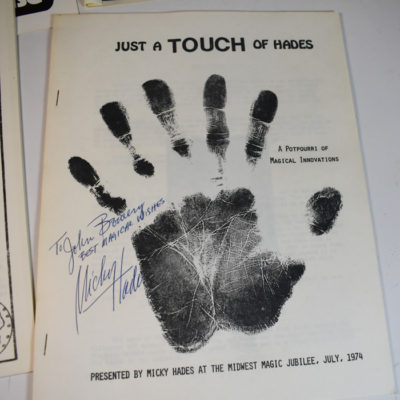 JUST A TOUCH OF HADES
A POTPOURRI OF
MAGICAL INNOVATIONS
To John
BEST MAGICAL WISHES
Micky Hades
PRESENTED BY MICKY HADES AT THE MIDWEST MAGIC JUBILEE, JULY, 1974